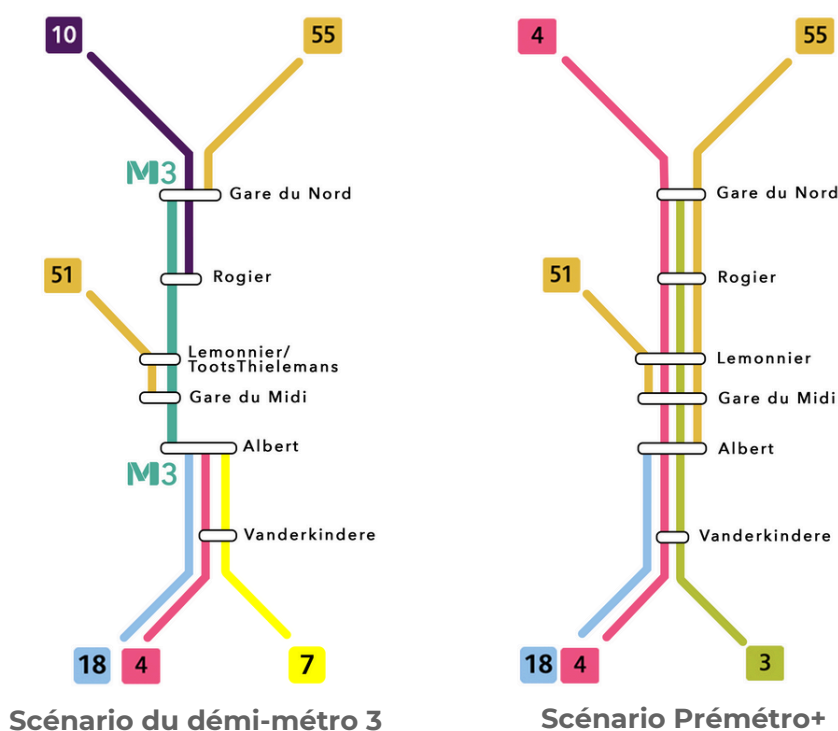 10
55
M3
Gare du Nord
Rogier
51
Lemonnier/
TootsThielemans
Gare du Midi
Albert
M3
Vanderkindere
18
4
7
Scénario du démi-métro 3
4
55
Gare du Nord
Rogier
51
Lemonnier
Gare du Midi
Albert
Vanderkindere
18
4
3
Scénario Prémétro+